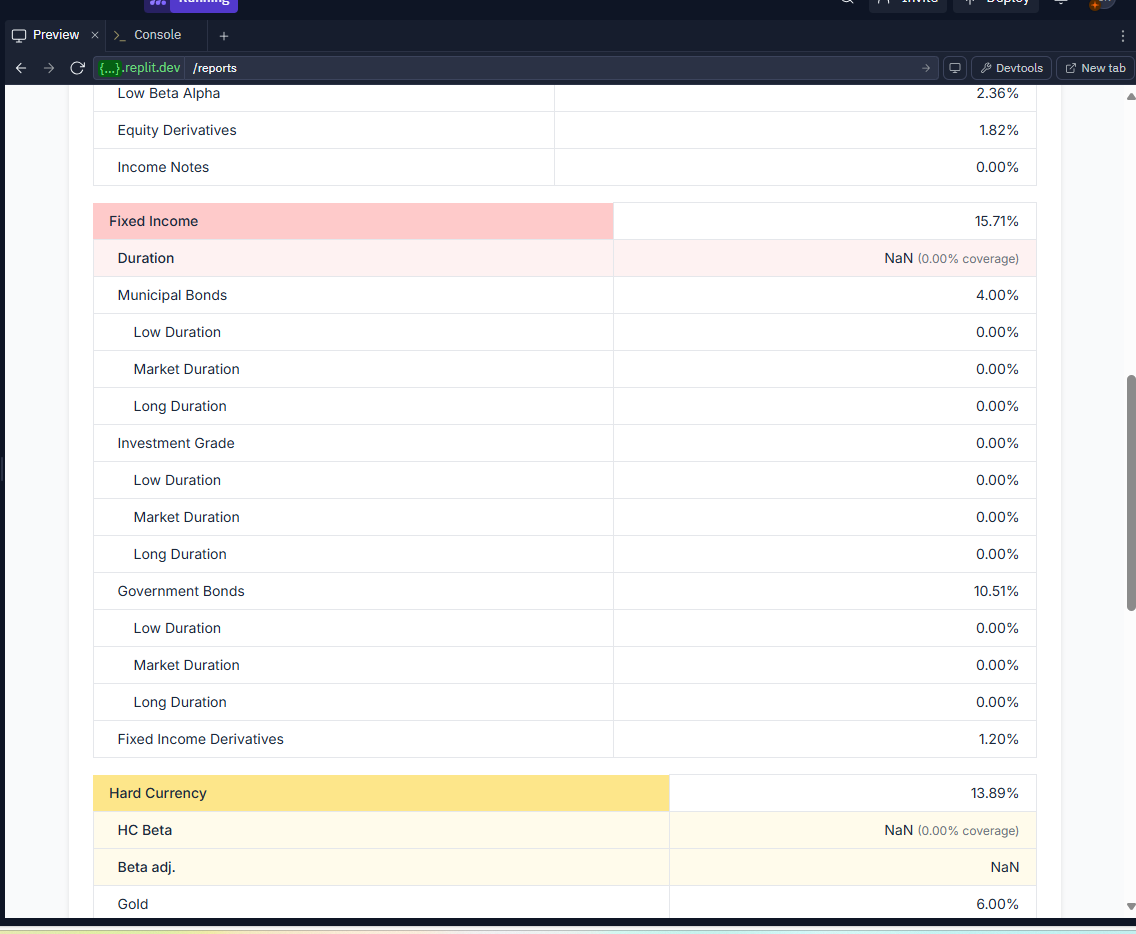 Running
Invite
Deploy
Preview
Console
{...}.replit.dev /reports
Devtools
New tab
Low Beta Alpha 2.36%
Equity Derivatives 1.82%
Income Notes 0.00%
Fixed Income 15.71%
Duration NaN (0.00% coverage)
Municipal Bonds 4.00%
Low Duration 0.00%
Market Duration 0.00%
Long Duration 0.00%
Investment Grade 0.00%
Low Duration 0.00%
Market Duration 0.00%
Long Duration 0.00%
Government Bonds 10.51%
Low Duration 0.00%
Market Duration 0.00%
Long Duration 0.00%
Fixed Income Derivatives 1.20%
Hard Currency 13.89%
HC Beta NaN (0.00% coverage)
Beta adj. NaN
Gold 6.00%